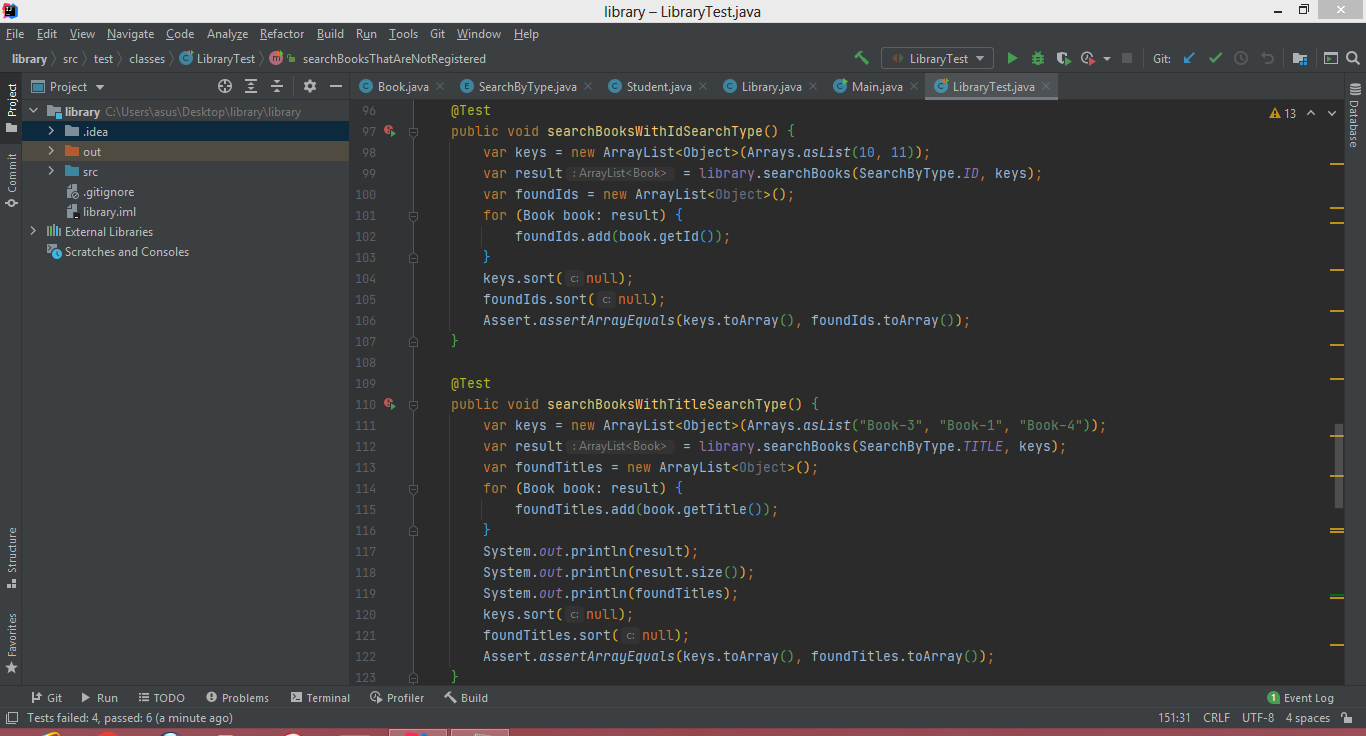 library – LibraryTest.java
File Edit View Navigate Code Analyze Refactor Build Run Tools Git Window Help
library src test classes LibraryTest m searchBooksThatAreNotRegistered LibraryTest Git:
Project
Book.java SearchByType.java Student.java Library.java Main.java LibraryTest.java
library C:\Users\asus\Desktop\library\library
.idea
out
src
.gitignore
library.iml
External Libraries
Scratches and Consoles
Project
Commit
Structure
Favorites
13
96 @Test
97 public void searchBooksWithIdSearchType() {
98 var keys = new ArrayList<Object>(Arrays.asList(10, 11));
99 var result : ArrayList<Book> = library.searchBooks(SearchByType.ID, keys);
100 var foundIds = new ArrayList<Object>();
101 for (Book book: result) {
102 foundIds.add(book.getId());
103 }
104 keys.sort( c: null);
105 foundIds.sort( c: null);
106 Assert.assertArrayEquals(keys.toArray(), foundIds.toArray());
107 }
108
109 @Test
110 public void searchBooksWithTitleSearchType() {
111 var keys = new ArrayList<Object>(Arrays.asList("Book-3", "Book-1", "Book-4"));
112 var result : ArrayList<Book> = library.searchBooks(SearchByType.TITLE, keys);
113 var foundTitles = new ArrayList<Object>();
114 for (Book book: result) {
115 foundTitles.add(book.getTitle());
116 }
117 System.out.println(result);
118 System.out.println(result.size());
119 System.out.println(foundTitles);
120 keys.sort( c: null);
121 foundTitles.sort( c: null);
122 Assert.assertArrayEquals(keys.toArray(), foundTitles.toArray());
123 }
Database
Git Run TODO Problems Terminal Profiler Build 1 Event Log
Tests failed: 4, passed: 6 (a minute ago) 151:31 CRLF UTF-8 4 spaces